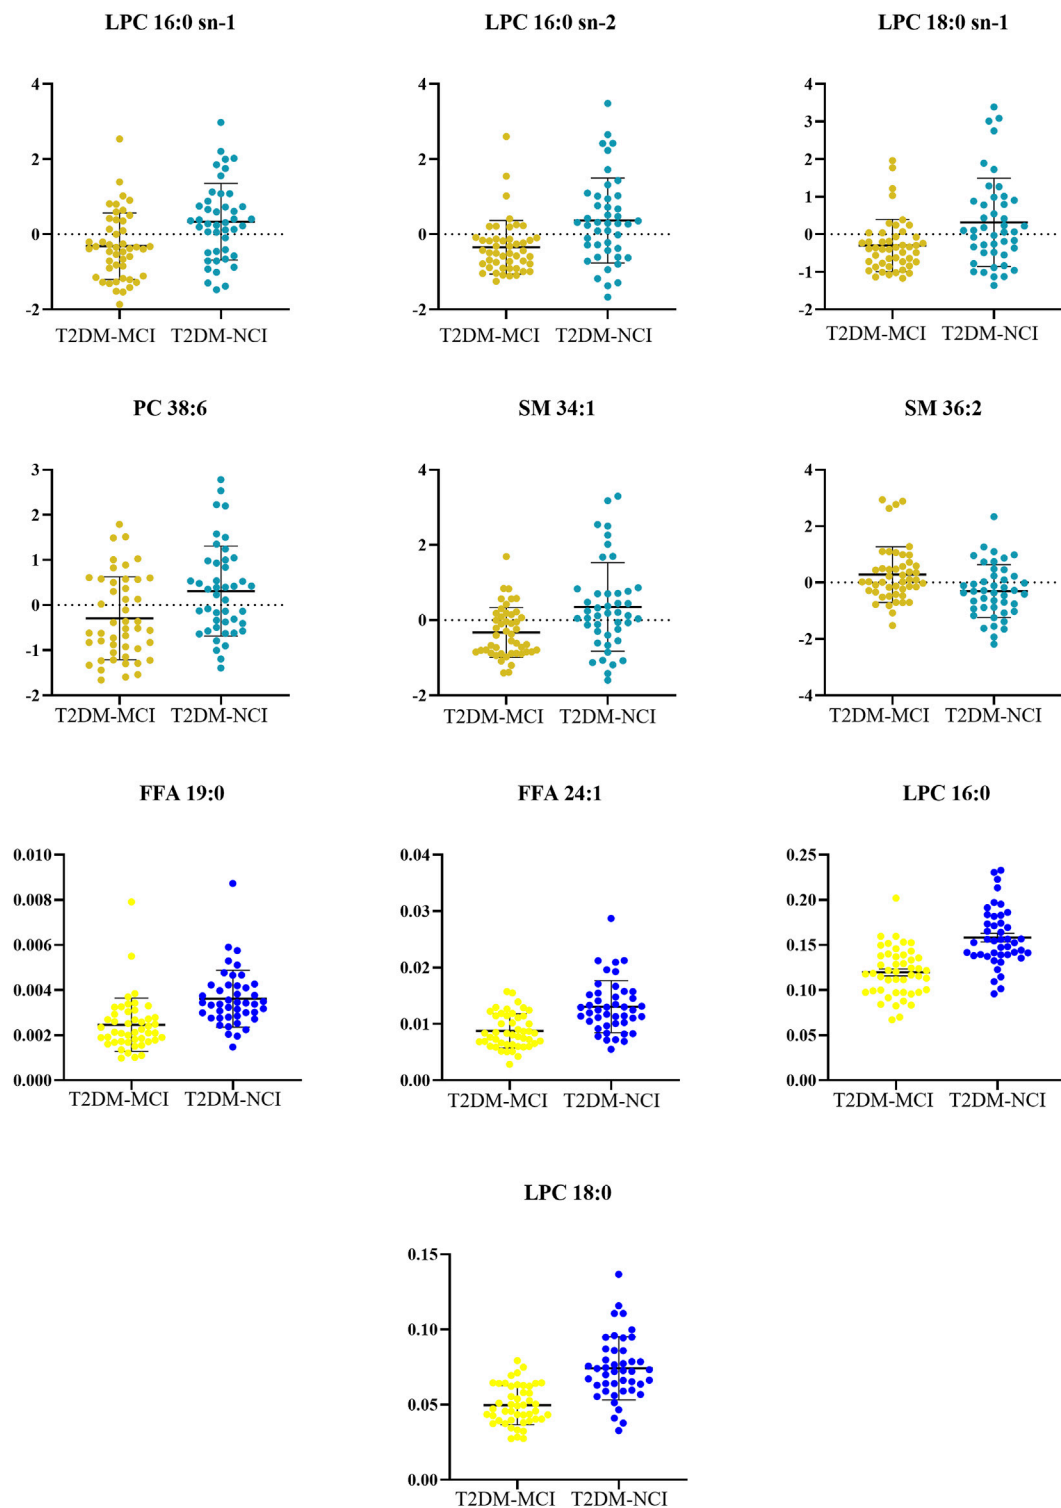 LPC 16:0 sn-1
LPC 16:0 sn-2
LPC 18:0 sn-1
4
2
0
-2
T2DM-MCI T2DM-NCI
4
2
0
-2
T2DM-MCI T2DM-NCI
4
3
2
1
0
-1
-2
T2DM-MCI T2DM-NCI
PC 38:6
SM 34:1
SM 36:2
3
2
1
0
-1
-2
T2DM-MCI T2DM-NCI
4
2
0
-2
T2DM-MCI T2DM-NCI
4
2
0
-2
-4
T2DM-MCI T2DM-NCI
FFA 19:0
FFA 24:1
LPC 16:0
0.010
0.008
0.006
0.004
0.002
0.000
T2DM-MCI T2DM-NCI
0.04
0.03
0.02
0.01
0.00
T2DM-MCI T2DM-NCI
0.25
0.20
0.15
0.10
0.05
0.00
T2DM-MCI T2DM-NCI
LPC 18:0
0.15
0.10
0.05
0.00
T2DM-MCI T2DM-NCI